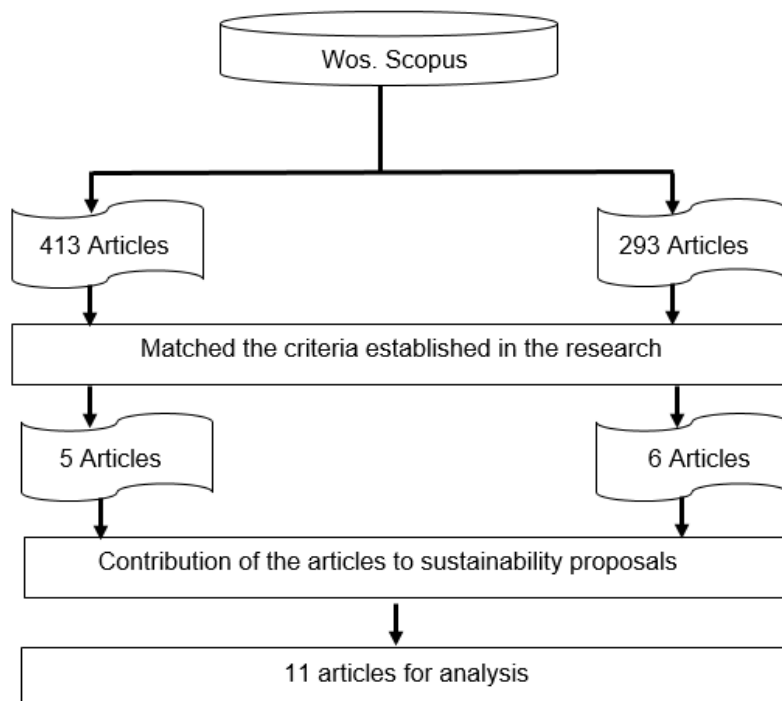 Wos. Scopus
413 Articles
293 Articles
Matched the criteria established in the research
5 Articles
6 Articles
Contribution of the articles to sustainability proposals
11 articles for analysis